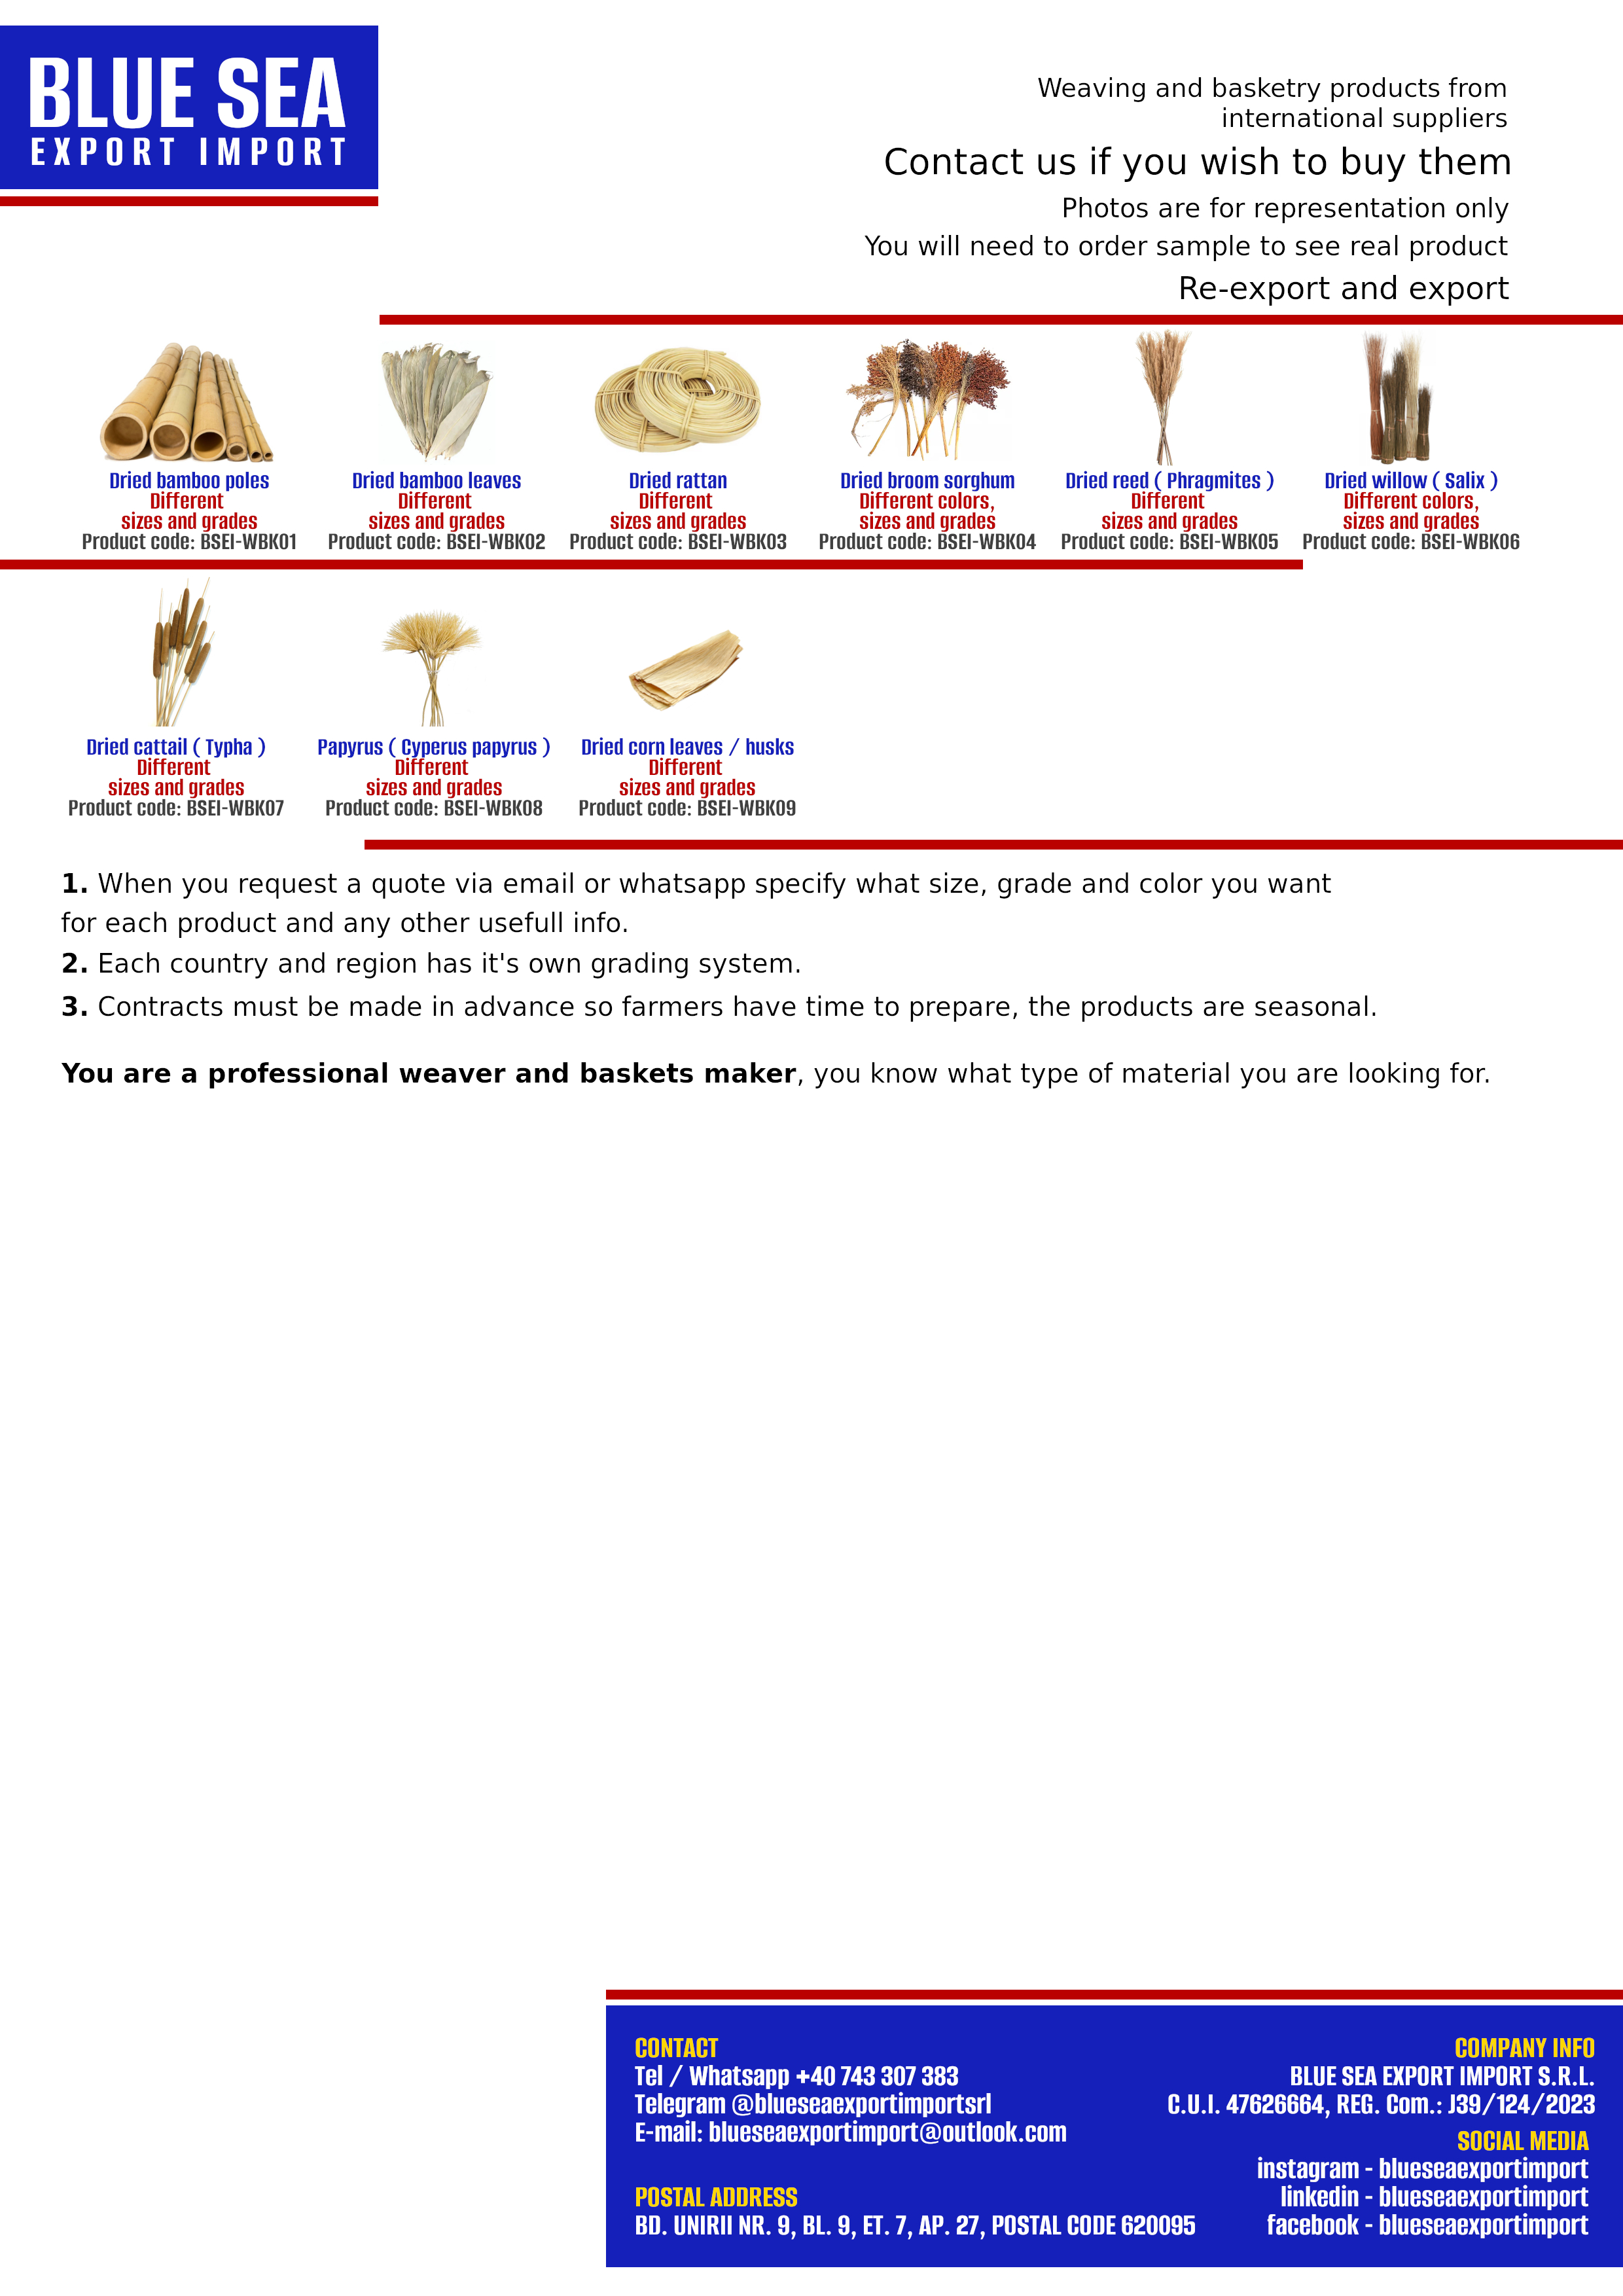 BLUE SEA
EXPORT IMPORT
Weaving and basketry products from
international suppliers
Contact us if you wish to buy them
Photos are for representation only
You will need to order sample to see real product
Re-export and export
Dried bamboo poles
Different
sizes and grades
Product code: BSEI-WBK01
Dried bamboo leaves
Different
sizes and grades
Product code: BSEI-WBK02
Dried rattan
Different
sizes and grades
Product code: BSEI-WBK03
Dried broom sorghum
Different colors,
sizes and grades
Product code: BSEI-WBK04
Dried reed ( Phragmites )
Different
sizes and grades
Product code: BSEI-WBK05
Dried willow ( Salix )
Different colors,
sizes and grades
Product code: BSEI-WBK06
Dried cattail ( Typha )
Different
sizes and grades
Product code: BSEI-WBK07
Papyrus ( Cyperus papyrus )
Different
sizes and grades
Product code: BSEI-WBK08
Dried corn leaves / husks
Different
sizes and grades
Product code: BSEI-WBK09
1. When you request a quote via email or whatsapp specify what size, grade and color you want
for each product and any other usefull info.
2. Each country and region has it's own grading system.
3. Contracts must be made in advance so farmers have time to prepare, the products are seasonal.
You are a professional weaver and baskets maker, you know what type of material you are looking for.
CONTACT
Tel / Whatsapp +40 743 307 383
Telegram @blueseaexportimportsrl
E-mail: blueseaexportimport@outlook.com
POSTAL ADDRESS
BD. UNIRII NR. 9, BL. 9, ET. 7, AP. 27, POSTAL CODE 620095
COMPANY INFO
BLUE SEA EXPORT IMPORT S.R.L.
C.U.I. 47626664, REG. Com.: J39/124/2023
SOCIAL MEDIA
instagram - blueseaexportimport
linkedin - blueseaexportimport
facebook - blueseaexportimport